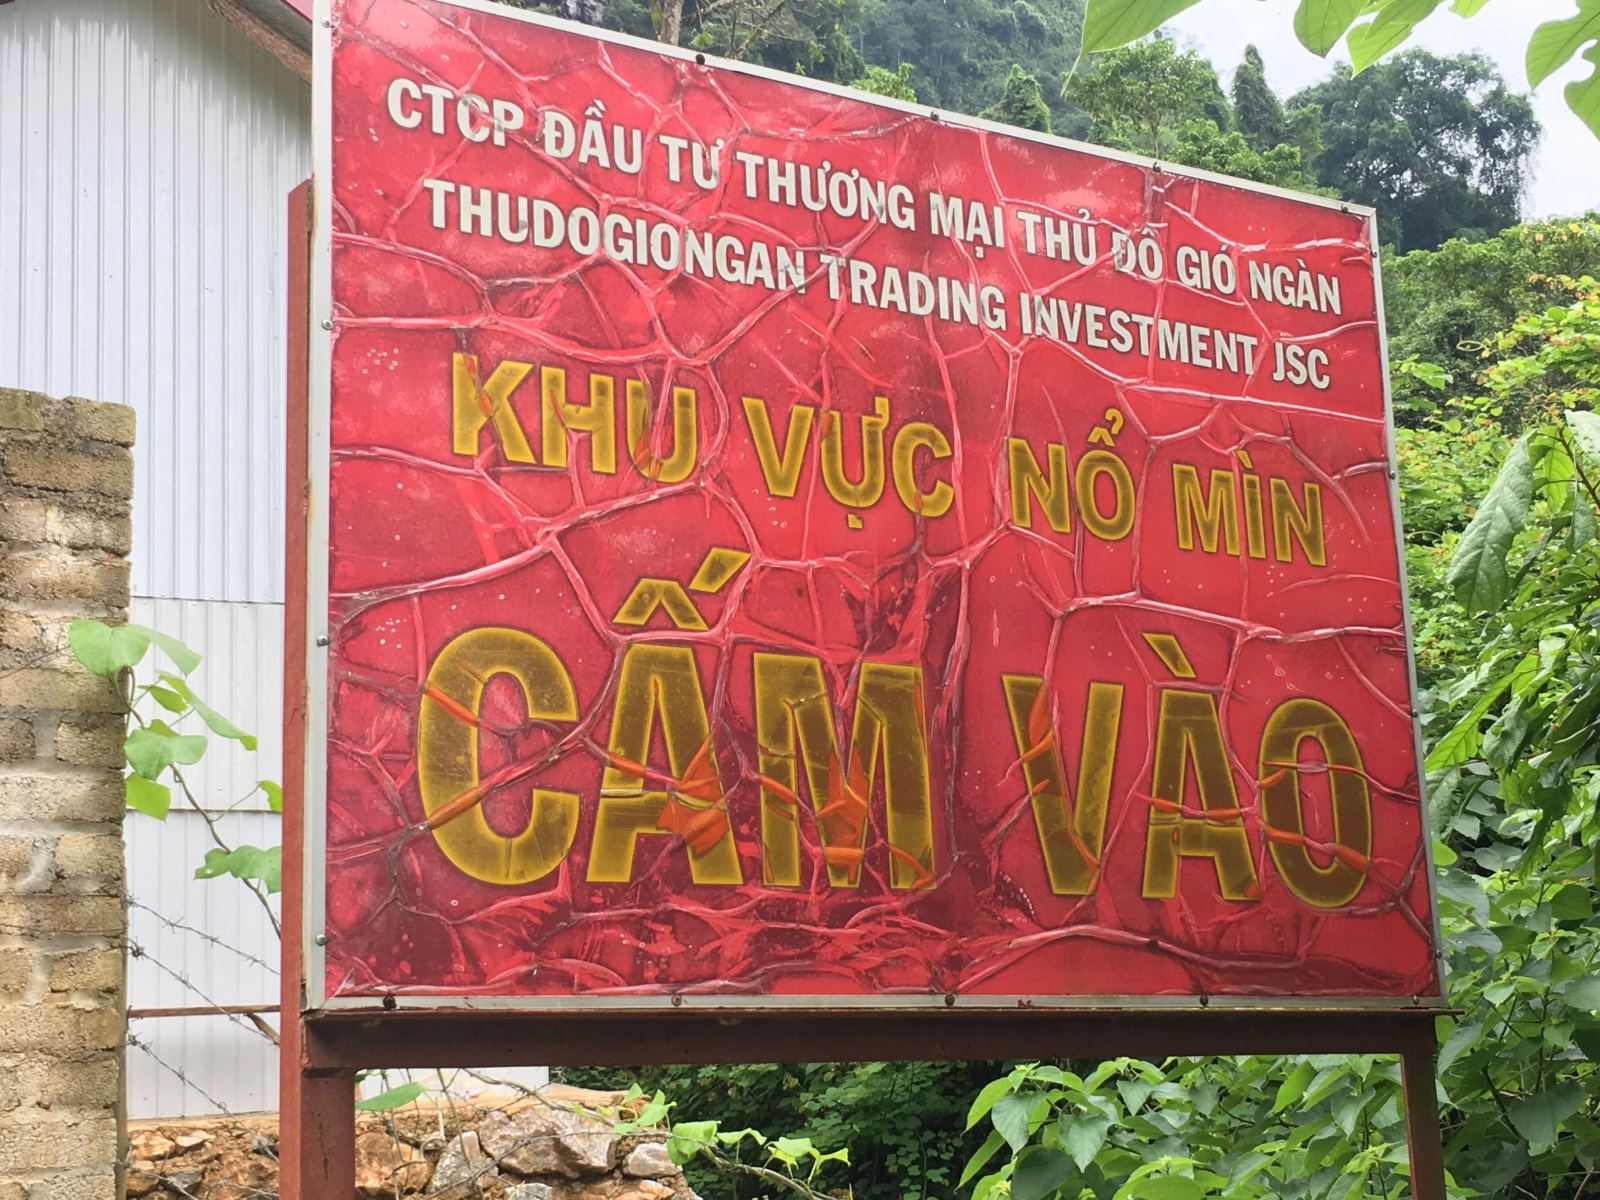 CTCP ĐẦU TƯ THƯƠNG MẠI THỦ ĐÔ GIÓ NGÀN
THUDOGIONGAN TRADING INVESTMENT JSC
KHU VỰC NỔ MÌN
CẤM VÀO